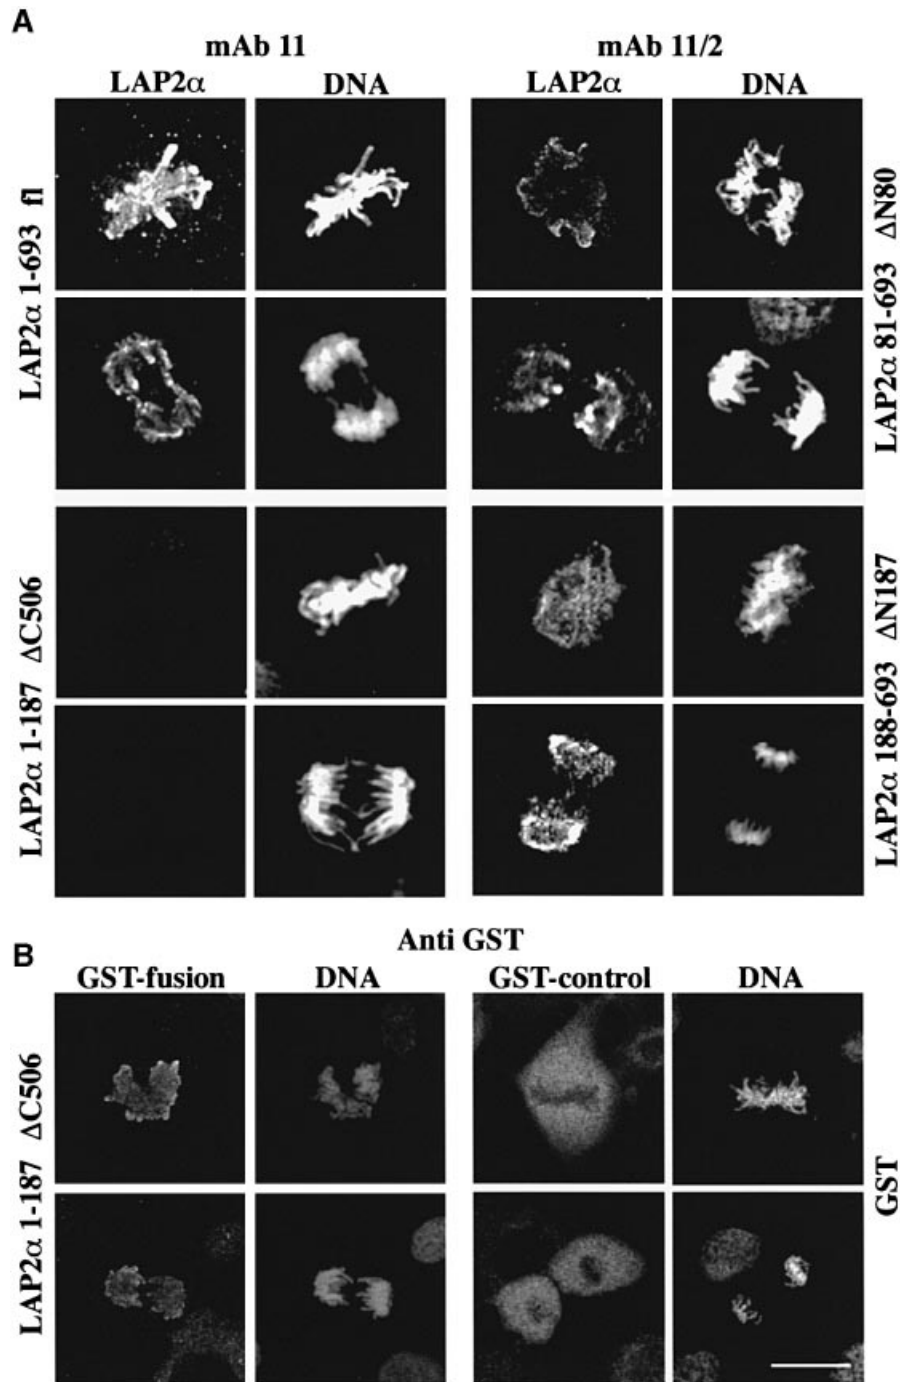 A
mAb 11
mAb 11/2
LAP2α
DNA
LAP2α
DNA
LAP2α 1-693 fl
LAP2α 81-693 ΔN80
LAP2α 1-187 ΔC506
LAP2α 188-693 ΔN187
B
Anti GST
GST-fusion
DNA
GST-control
DNA
LAP2α 1-187 ΔC506
GST